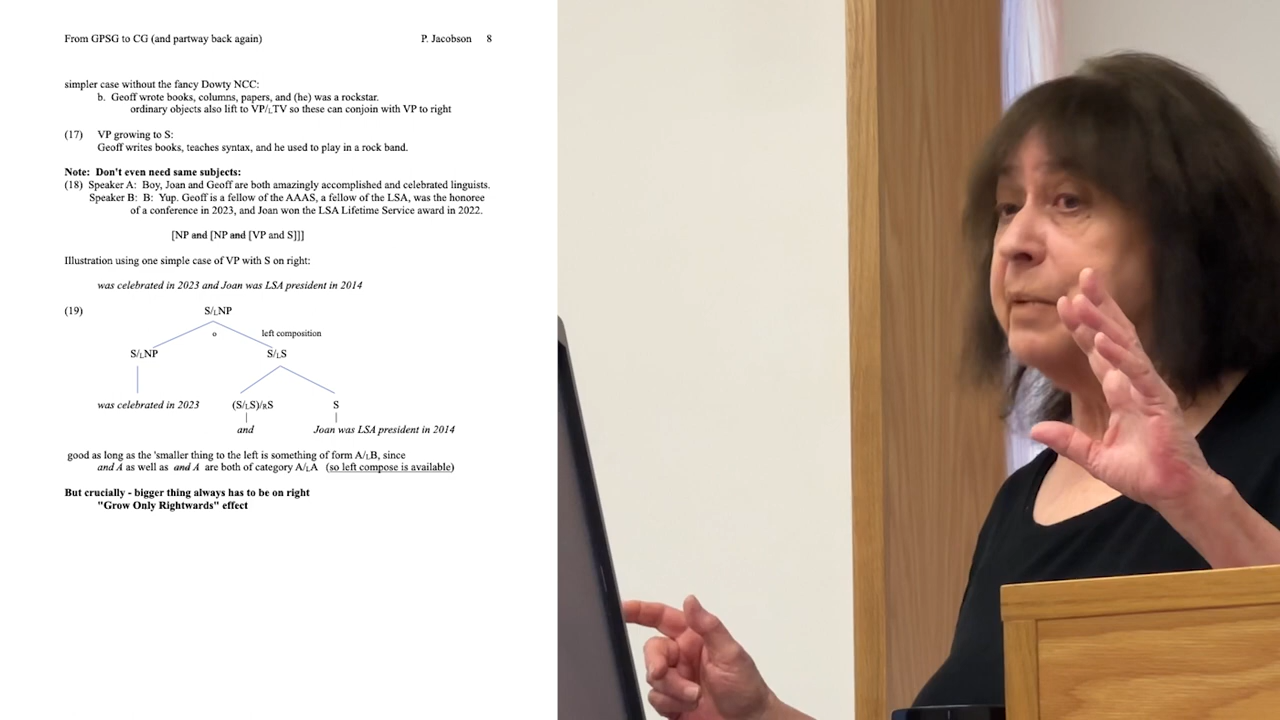 From GPSG to CG (and partway back again) P. Jacobson 8
simpler case without the fancy Dowty NCC:
b. Geoff wrote books, columns, papers, and (he) was a rockstar.
ordinary objects also lift to VP/LTV so these can conjoin with VP to right
(17) VP growing to S:
Geoff writes books, teaches syntax, and he used to play in a rock band.
Note: Don't even need same subjects:
(18) Speaker A: Boy, Joan and Geoff are both amazingly accomplished and celebrated linguists.
Speaker B: B: Yup. Geoff is a fellow of the AAAS, a fellow of the LSA, was the honoree
of a conference in 2023, and Joan won the LSA Lifetime Service award in 2022.
[NP and [NP and [VP and S]]]
Illustration using one simple case of VP with S on right:
was celebrated in 2023 and Joan was LSA president in 2014
(19) S/LNP
o left composition
S/LNP S/LS
was celebrated in 2023 (S/LS)/RS S
and Joan was LSA president in 2014
good as long as the 'smaller thing to the left is something of form A/LB, since
and A as well as and A are both of category A/LA (so left compose is available)
But crucially - bigger thing always has to be on right
"Grow Only Rightwards" effect